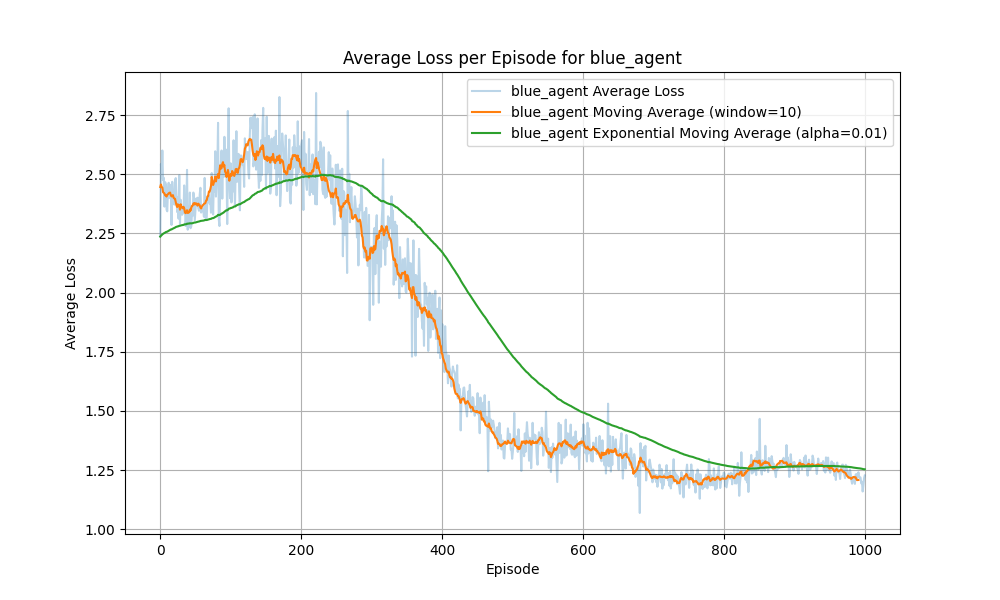 Average Loss per Episode for blue_agent
blue_agent Average Loss
blue_agent Moving Average (window=10)
blue_agent Exponential Moving Average (alpha=0.01)
Average Loss
2.75
2.50
2.25
2.00
1.75
1.50
1.25
1.00
0 200 400 600 800 1000
Episode